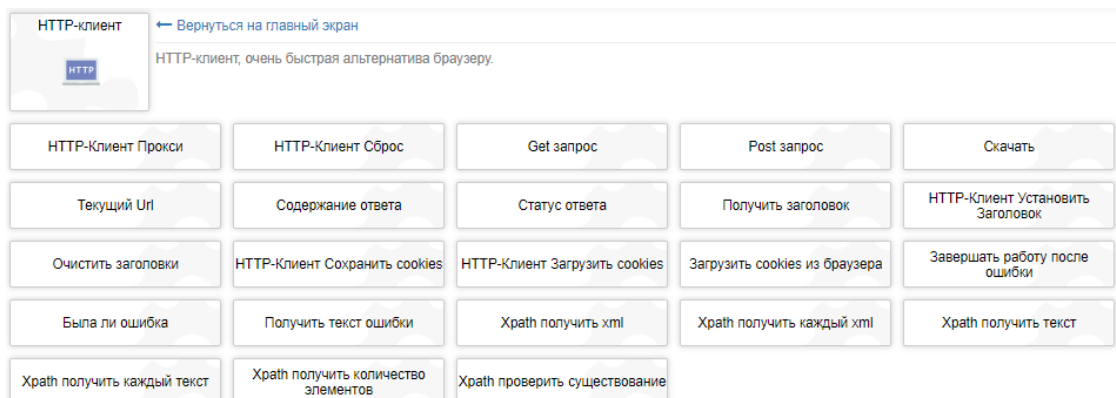 HTTP-клиент
← Вернуться на главный экран
HTTP-клиент, очень быстрая альтернатива браузеру.
HTTP
HTTP-Клиент Прокси
HTTP-Клиент Сброс
Get запрос
Post запрос
Скачать
Текущий Url
Содержание ответа
Статус ответа
Получить заголовок
HTTP-Клиент Установить
Заголовок
Очистить заголовки
HTTP-Клиент Сохранить cookies
HTTP-Клиент Загрузить cookies
Загрузить cookies из браузера
Завершать работу после
ошибки
Была ли ошибка
Получить текст ошибки
Xpath получить xml
Xpath получить каждый xml
Xpath получить текст
Xpath получить каждый текст
Xpath получить количество
элементов
Xpath проверить существование